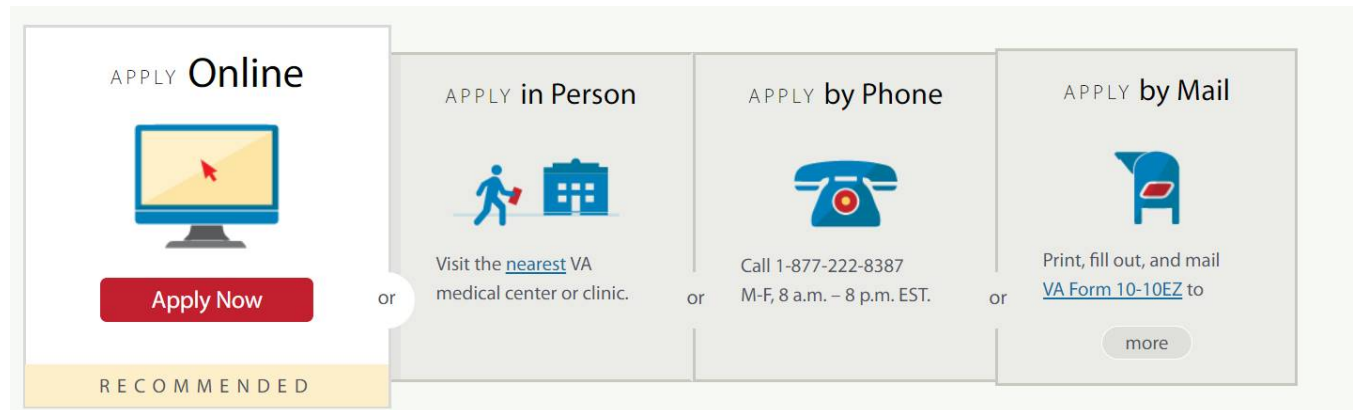 APPLY Online
Apply Now
RECOMMENDED
or
APPLY in Person
Visit the nearest VA
medical center or clinic.
or
APPLY by Phone
Call 1-877-222-8387
M-F, 8 a.m. – 8 p.m. EST.
or
APPLY by Mail
Print, fill out, and mail
VA Form 10-10EZ to
more